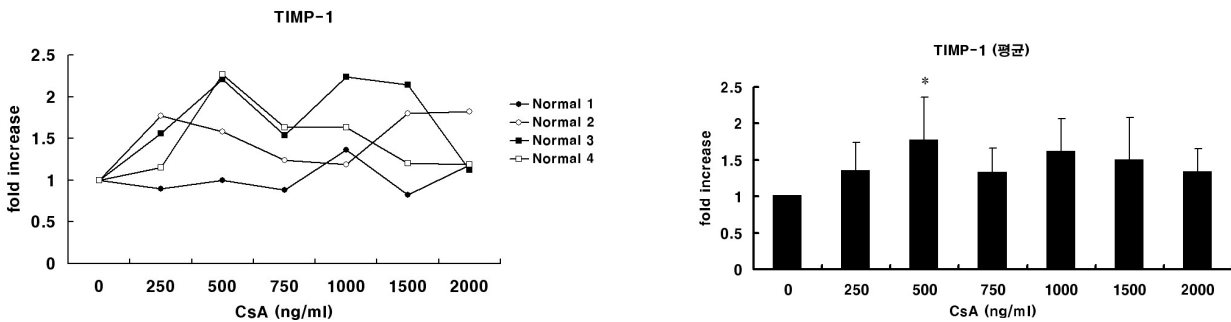 TIMP-1
fold increase
2.5
2
1.5
1
0.5
0
0 250 500 750 1000 1500 2000
CsA (ng/ml)
Normal 1
Normal 2
Normal 3
Normal 4
TIMP-1 (평균)
fold increase
2.5
2
1.5
1
0.5
0
*
0 250 500 750 1000 1500 2000
CsA (ng/ml)